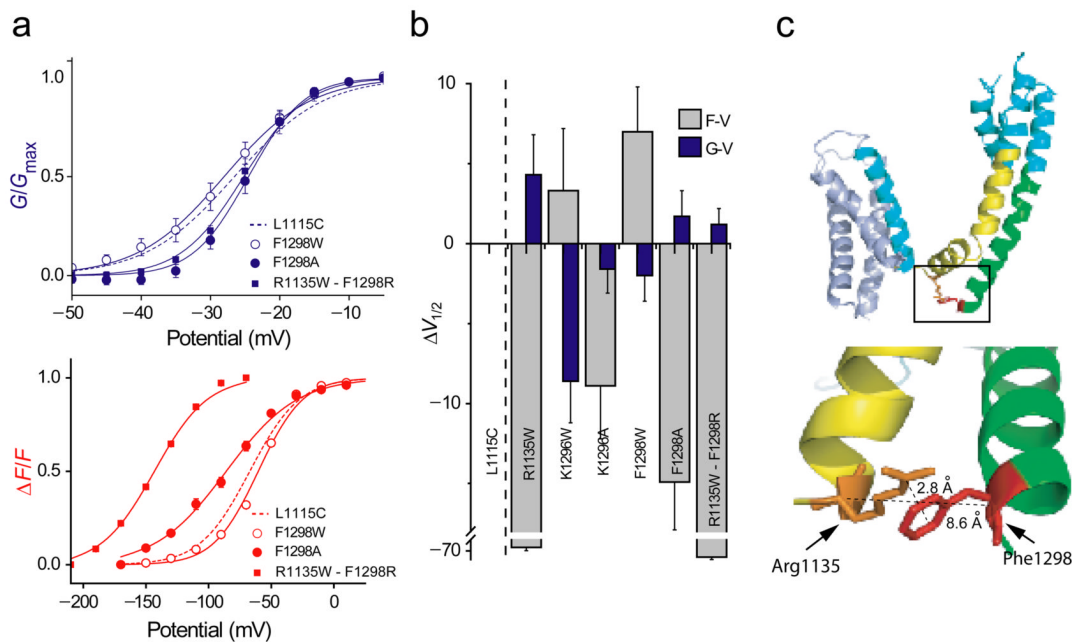 a
G/Gmax
1.0
0.5
0.0
L1115C
F1298W
F1298A
R1135W - F1298R
−50 −40 −30 −20 −10
Potential (mV)
ΔF/F
1.0
0.5
0.0
L1115C
F1298W
F1298A
R1135W - F1298R
−200 −150 −100 −50 0
Potential (mV)
b
ΔV1/2
10
0
−10
−70
F-V
G-V
L1115C
R1135W
K1296W
K1296A
F1298W
F1298A
R1135W - F1298R
c
2.8 Å
8.6 Å
Arg1135
Phe1298